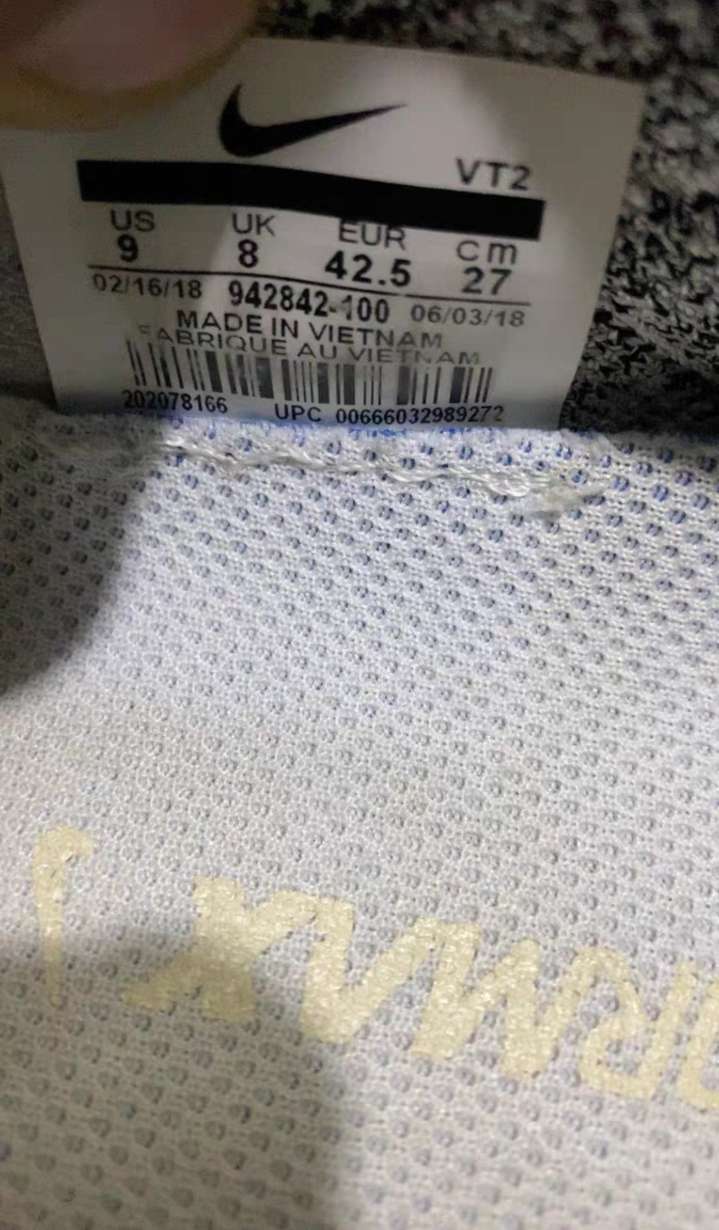 VT2
US UK EUR cm
9 8 42.5 27
02/16/18 942842-100 06/03/18
MADE IN VIETNAM
FABRIQUE AU VIETNAM
202078166 UPC 00666032989272